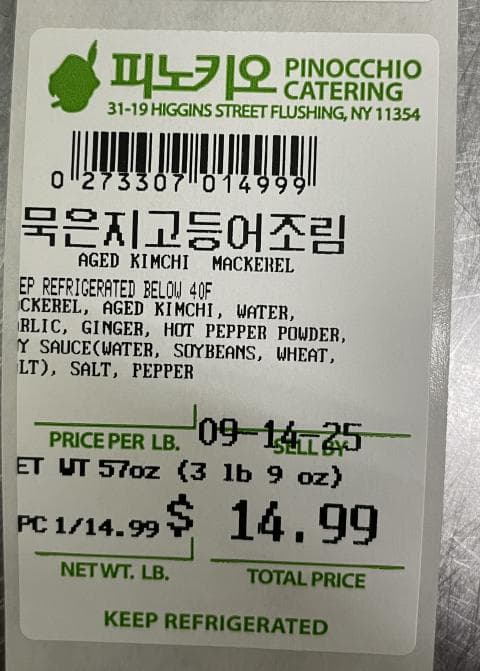 피노키오 PINOCCHIO
CATERING
31-19 HIGGINS STREET FLUSHING, NY 11354
0 273307 014999
묵은지고등어조림
AGED KIMCHI MACKEREL
EP REFRIGERATED BELOW 40F
CKEREL, AGED KIMCHI, WATER,
RLIC, GINGER, HOT PEPPER POWDER,
Y SAUCE(WATER, SOYBEANS, WHEAT,
LT), SALT, PEPPER
09-14-25
PRICE PER LB. SELL BY
ET WT 57oz (3 lb 9 oz)
PC 1/14.99 $ 14.99
NET WT. LB. TOTAL PRICE
KEEP REFRIGERATED